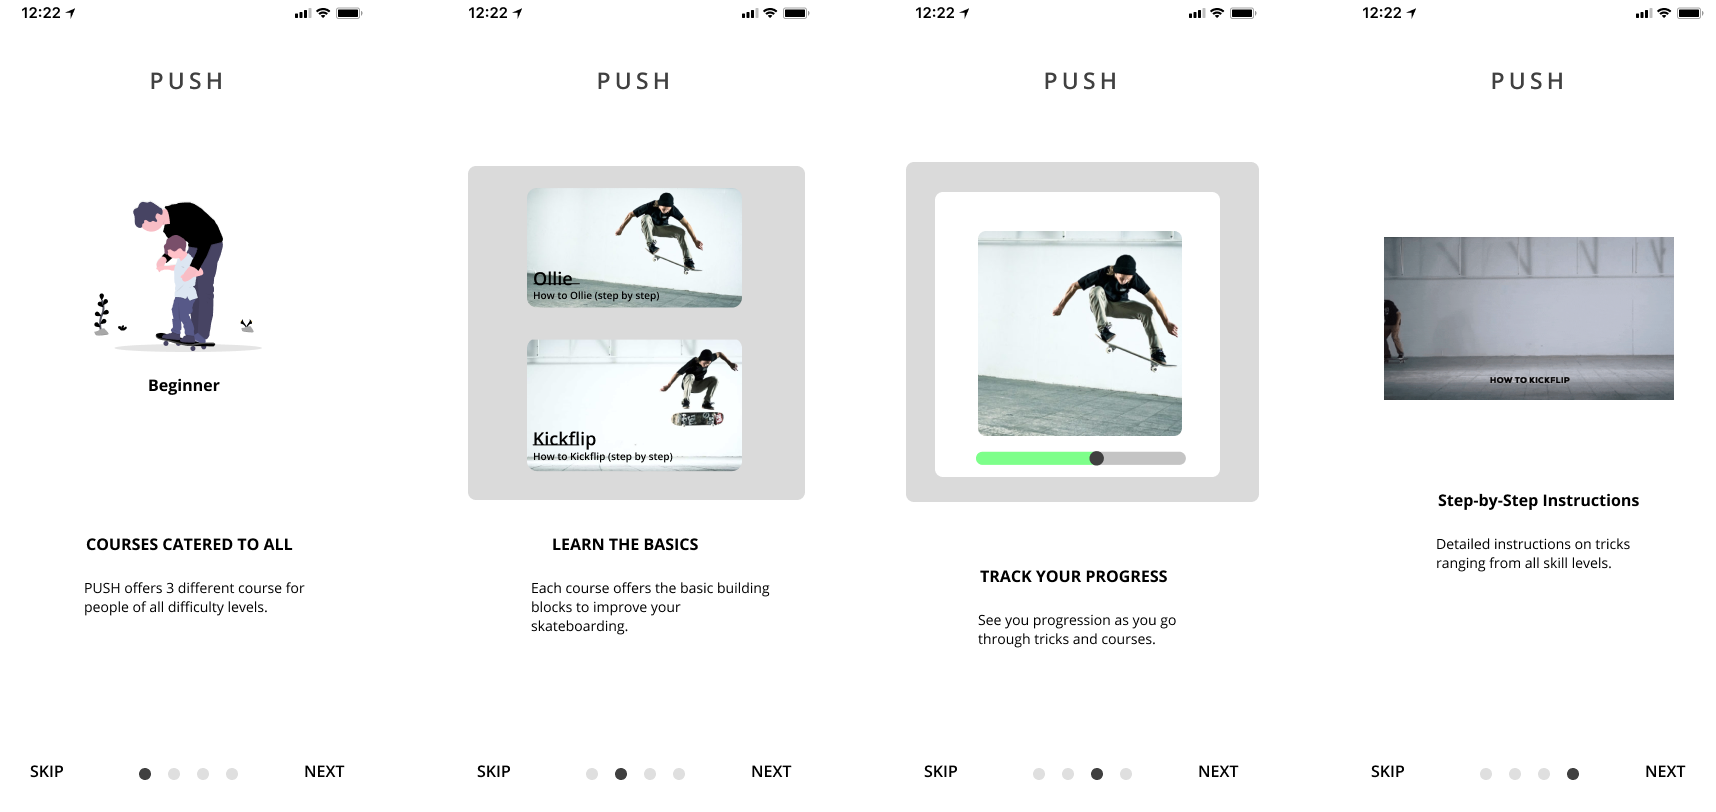 12:22
PUSH
Beginner
COURSES CATERED TO ALL
PUSH offers 3 different course for
people of all difficulty levels.
SKIP
NEXT
12:22
PUSH
Ollie
How to Ollie (step by step)
Kickflip
How to Kickflip (step by step)
LEARN THE BASICS
Each course offers the basic building
blocks to improve your
skateboarding.
SKIP
NEXT
12:22
PUSH
TRACK YOUR PROGRESS
See you progression as you go
through tricks and courses.
SKIP
NEXT
12:22
PUSH
HOW TO KICKFLIP
Step-by-Step Instructions
Detailed instructions on tricks
ranging from all skill levels.
SKIP
NEXT